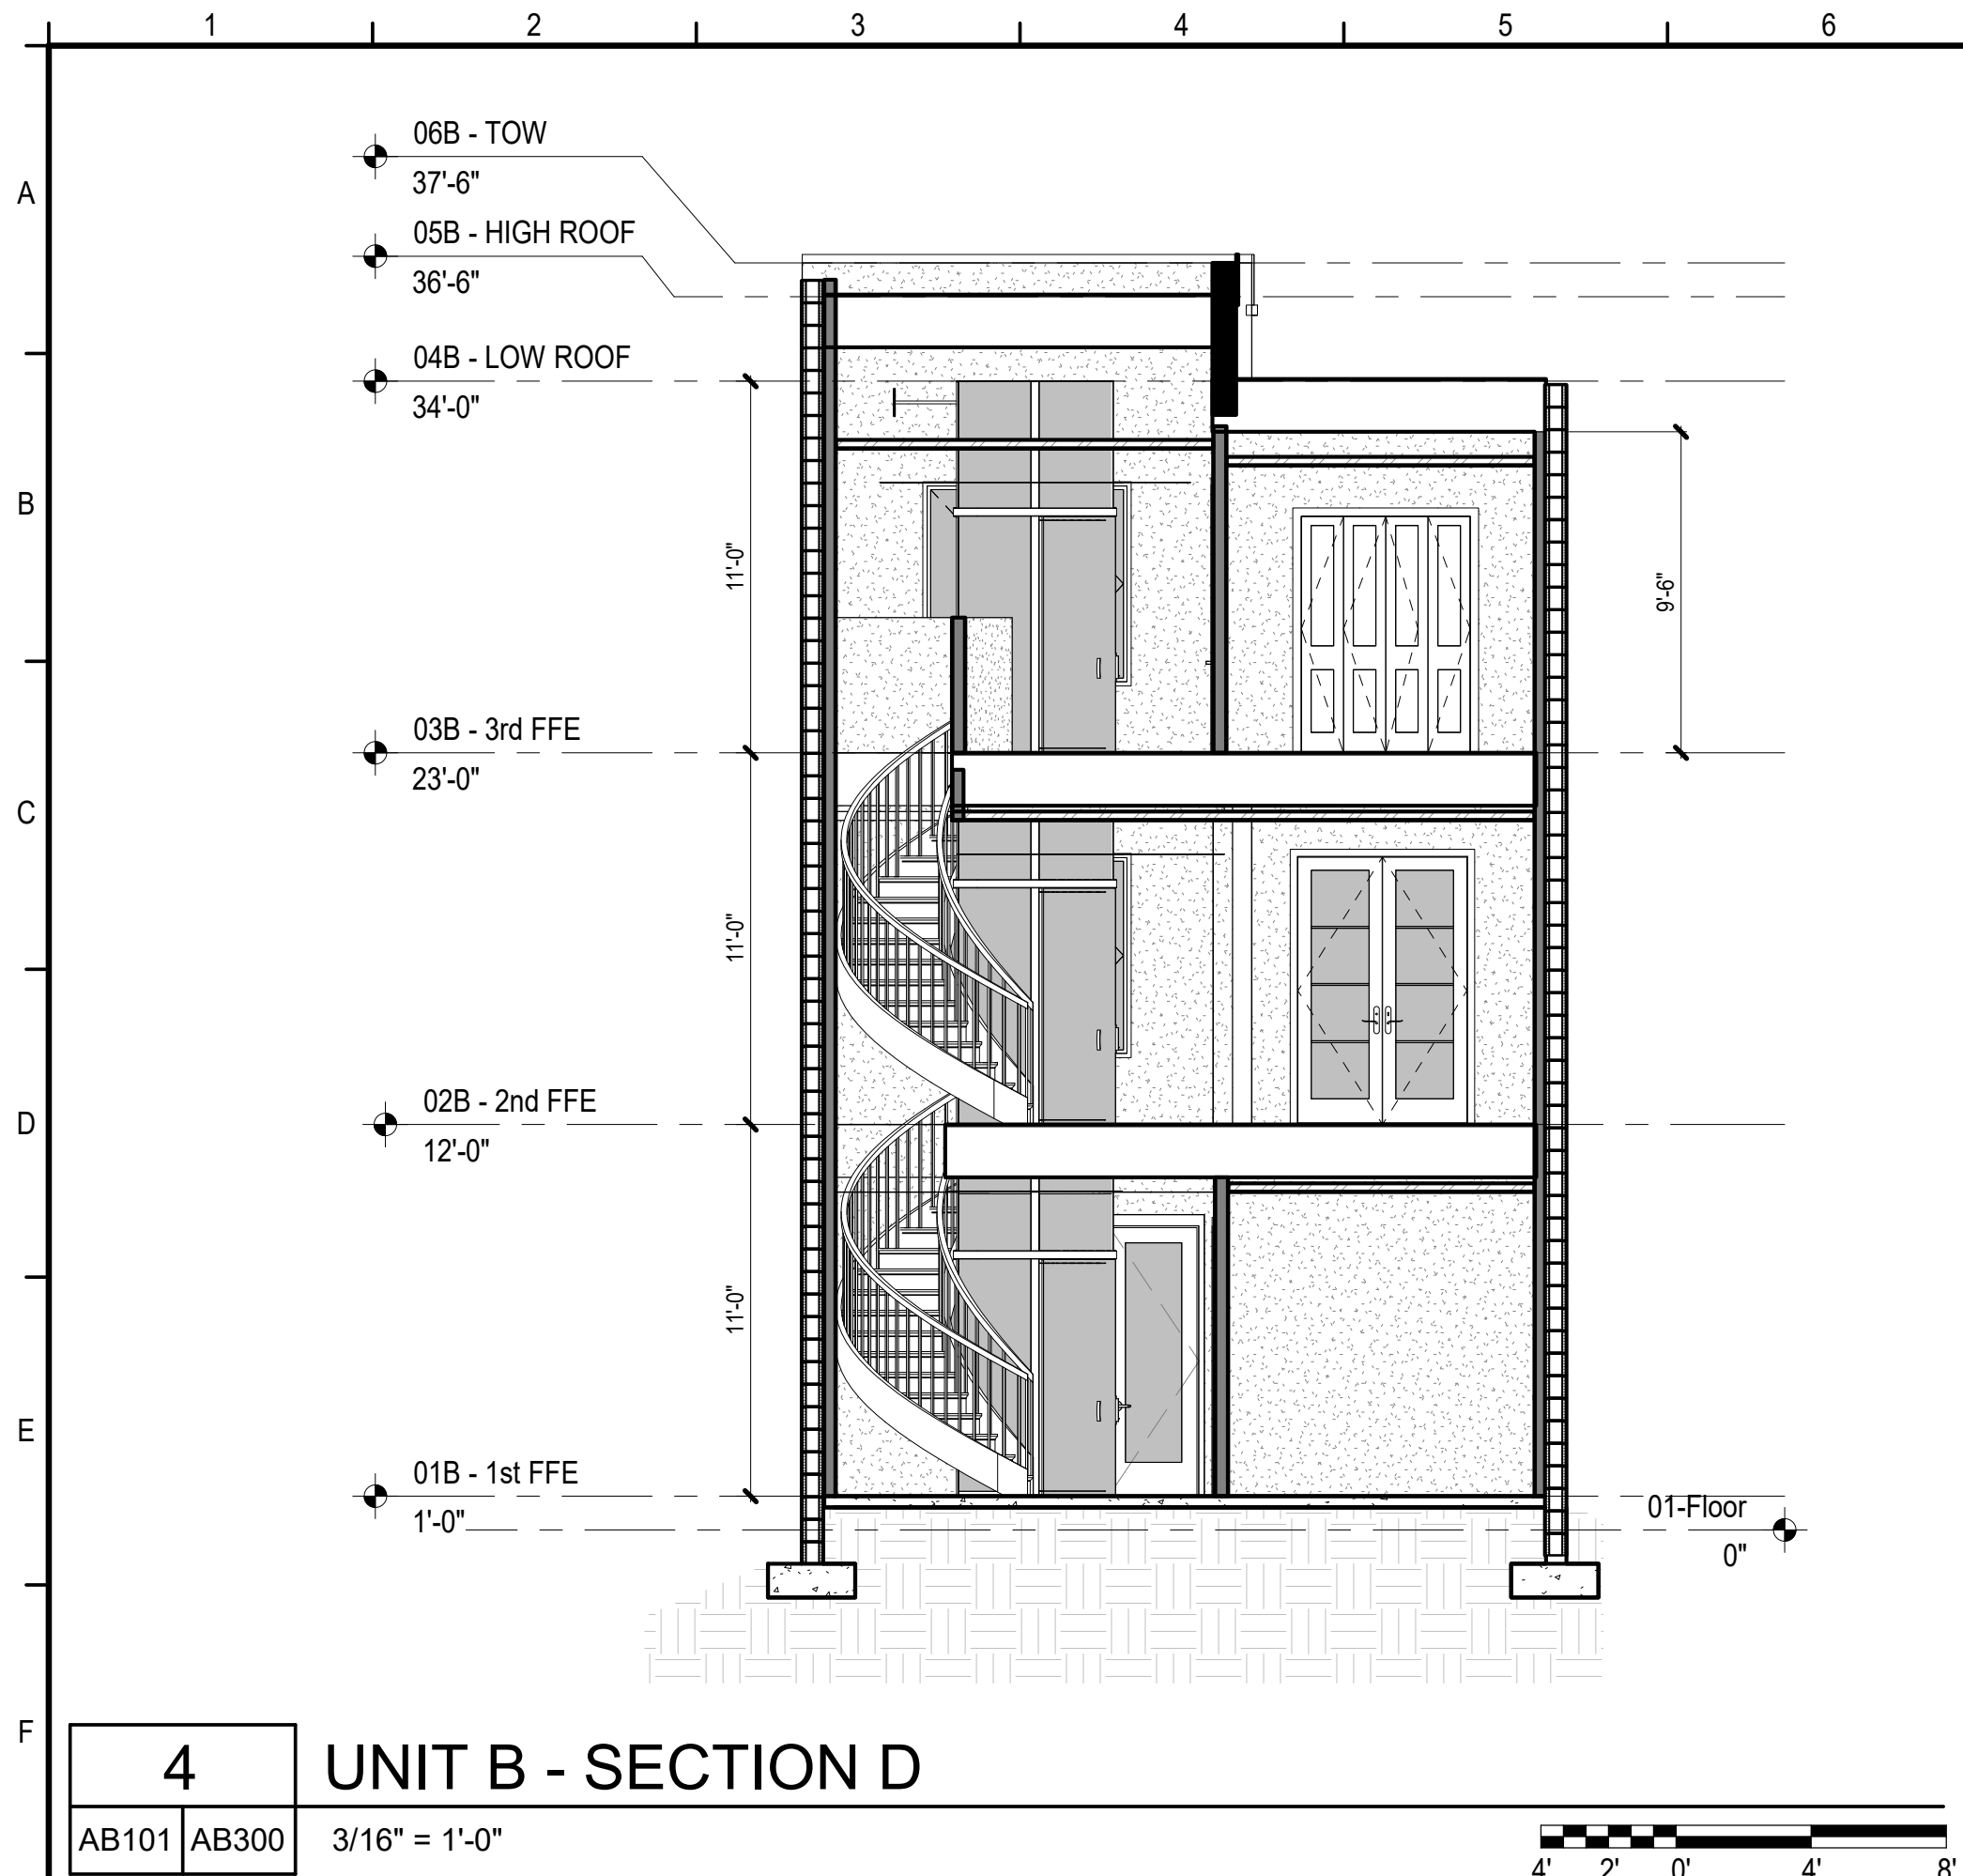 1 2 3 4 5 6
A
B
C
D
E
F
06B - TOW
37'-6"
05B - HIGH ROOF
36'-6"
04B - LOW ROOF
34'-0"
11'-0"
9'-6"
03B - 3rd FFE
23'-0"
11'-0"
02B - 2nd FFE
12'-0"
11'-0"
01B - 1st FFE
1'-0"
01-Floor
0"
4 UNIT B - SECTION D
AB101 AB300 3/16" = 1'-0"
4' 2' 0' 4' 8'